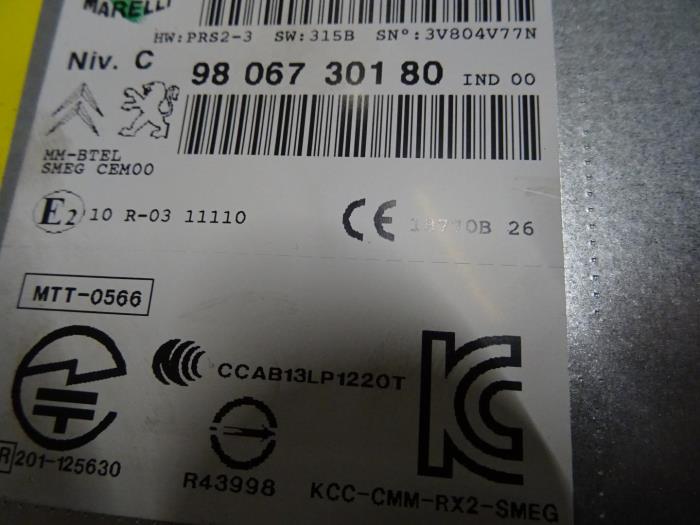 MARELLI
HW:PRS2-3 SW:315B SN°:3V804V77N
Niv. C 98 067 301 80 IND 00
MM-BTEL
SMEG CEM00
E2 10 R-03 11110
CE 26
MTT-0566
CCAB13LP1220T
R 201-125630
R43998
KCC-CMM-RX2-SMEG